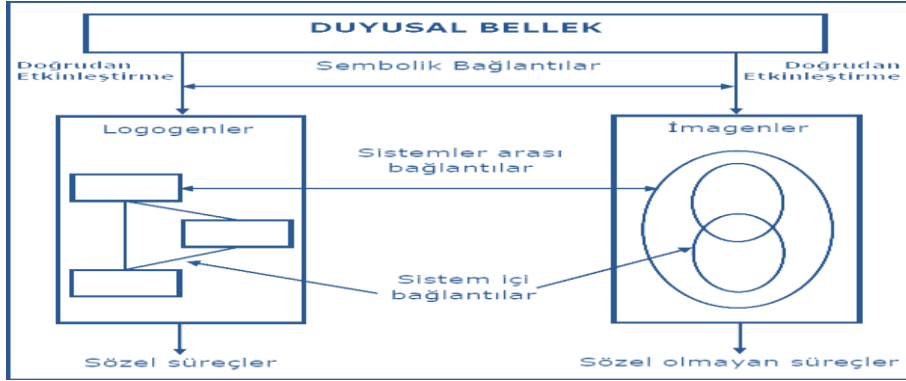 DUYUSAL BELLEK
Doğrudan
Etkinleştirme
Sembolik Bağlantılar
Doğrudan
Etkinleştirme
Logogenler
İmagenler
Sistemler arası
bağlantılar
Sistem içi
bağlantılar
Sözel süreçler
Sözel olmayan süreçler